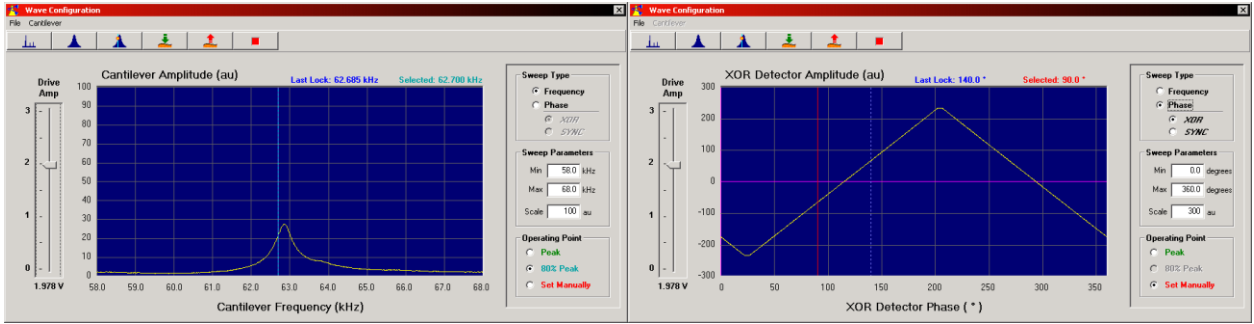 Wave Configuration
File Cantilever
Drive Amp
3
2
1
0
1.978 V
Cantilever Amplitude (au)
Last Lock: 62.685 kHz
Selected: 62.700 kHz
100
90
80
70
60
50
40
30
20
10
0
58.0 59.0 60.0 61.0 62.0 63.0 64.0 65.0 66.0 67.0 68.0
Cantilever Frequency (kHz)
Sweep Type
Frequency
Phase
XOR
SYNC
Sweep Parameters
Min 58.0 kHz
Max 68.0 kHz
Scale 100 au
Operating Point
Peak
80% Peak
Set Manually
Wave Configuration
File Cantilever
Drive Amp
3
2
1
0
1.978 V
XOR Detector Amplitude (au)
Last Lock: 140.0 °
Selected: 90.0 °
300
200
100
0
-100
-200
-300
0 50 100 150 200 250 300 350
XOR Detector Phase ( ° )
Sweep Type
Frequency
Phase
XOR
SYNC
Sweep Parameters
Min 0.0 degrees
Max 360.0 degrees
Scale 300 au
Operating Point
Peak
80% Peak
Set Manually